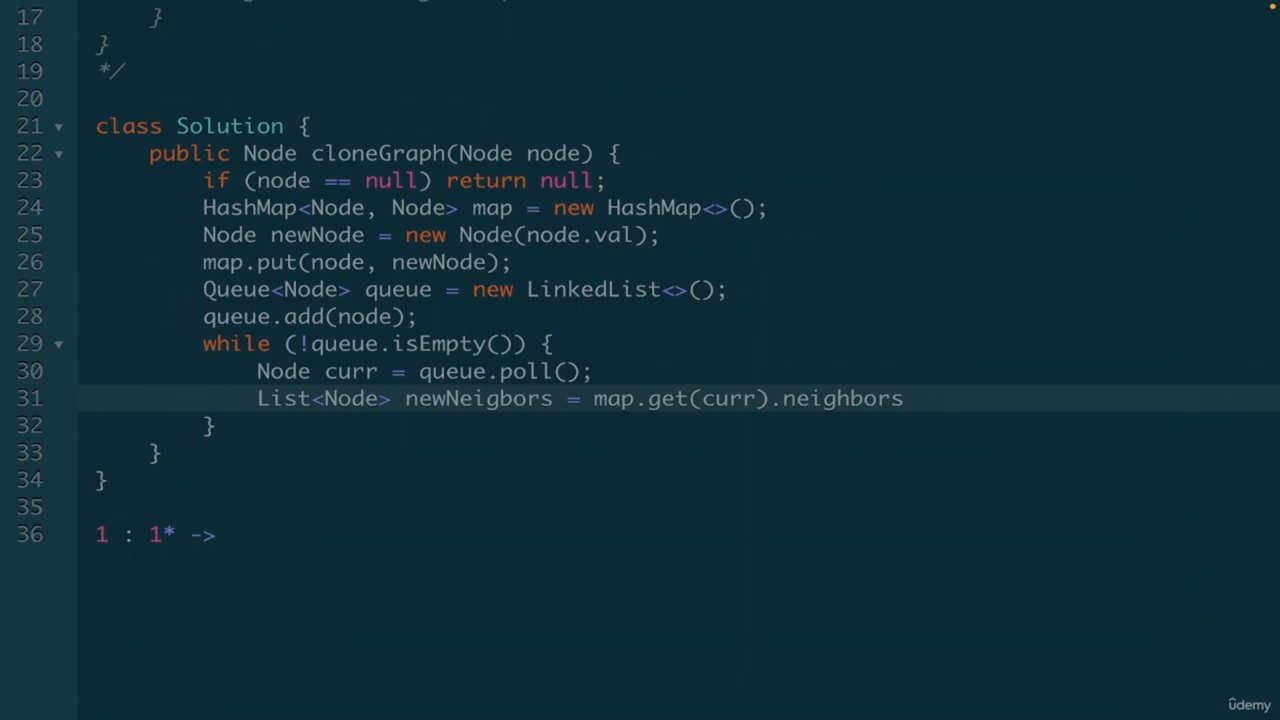 17 }
18 }
19 */
20
21 class Solution {
22 public Node cloneGraph(Node node) {
23 if (node == null) return null;
24 HashMap<Node, Node> map = new HashMap<>();
25 Node newNode = new Node(node.val);
26 map.put(node, newNode);
27 Queue<Node> queue = new LinkedList<>();
28 queue.add(node);
29 while (!queue.isEmpty()) {
30 Node curr = queue.poll();
31 List<Node> newNeigbors = map.get(curr).neighbors
32 }
33 }
34 }
35
36 1 : 1* ->
ûdemy